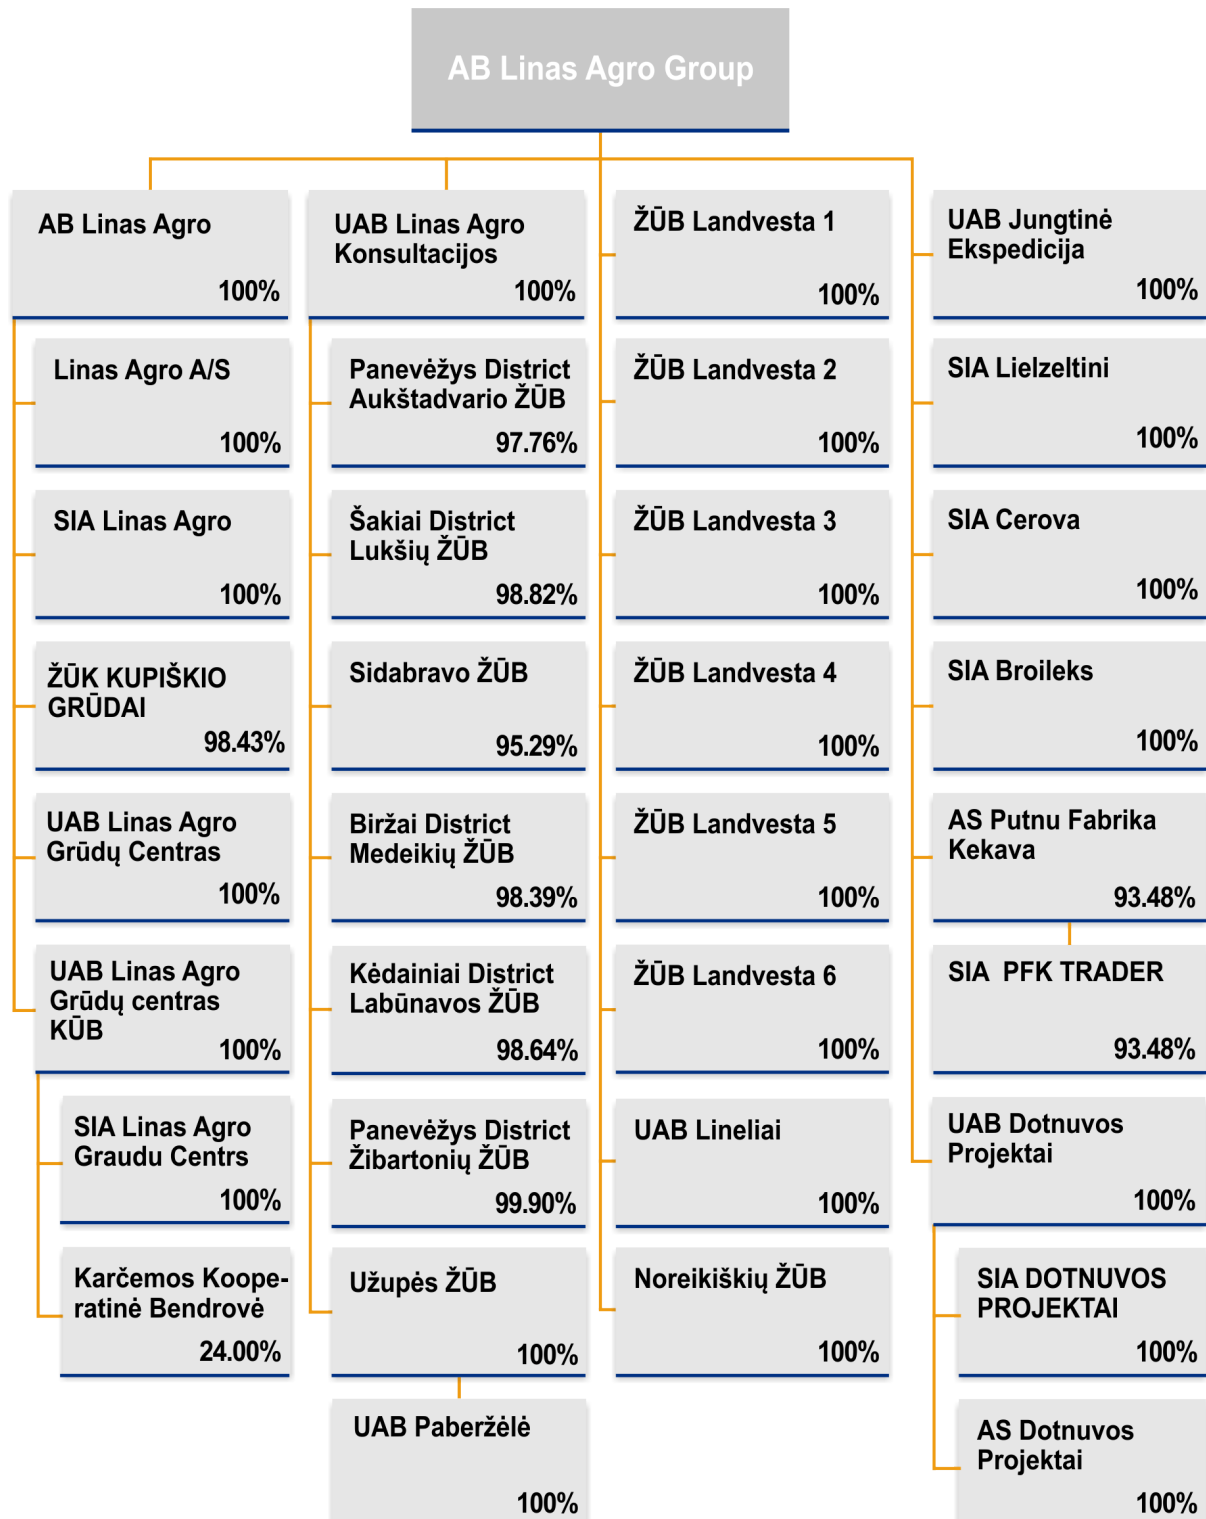 AB Linas Agro Group
AB Linas Agro
100%
Linas Agro A/S
100%
SIA Linas Agro
100%
ŽŪK KUPIŠKIO
GRŪDAI
98.43%
UAB Linas Agro
Grūdų Centras
100%
UAB Linas Agro
Grūdų centras
KŪB
100%
SIA Linas Agro
Graudu Centrs
100%
Karčemos Koope-
ratinė Bendrovė
24.00%
UAB Linas Agro
Konsultacijos
100%
Panevėžys District
Aukštadvario ŽŪB
97.76%
Šakiai District
Lukšių ŽŪB
98.82%
Sidabravo ŽŪB
95.29%
Biržai District
Medeikių ŽŪB
98.39%
Kėdainiai District
Labūnavos ŽŪB
98.64%
Panevėžys District
Žibartonių ŽŪB
99.90%
Užupės ŽŪB
100%
UAB Paberžėlė
100%
ŽŪB Landvesta 1
100%
ŽŪB Landvesta 2
100%
ŽŪB Landvesta 3
100%
ŽŪB Landvesta 4
100%
ŽŪB Landvesta 5
100%
ŽŪB Landvesta 6
100%
UAB Lineliai
100%
Noreikiškių ŽŪB
100%
UAB Jungtinė
Ekspedicija
100%
SIA Lielzeltini
100%
SIA Cerova
100%
SIA Broileks
100%
AS Putnu Fabrika
Kekava
93.48%
SIA PFK TRADER
93.48%
UAB Dotnuvos
Projektai
100%
SIA DOTNUVOS
PROJEKTAI
100%
AS Dotnuvos
Projektai
100%